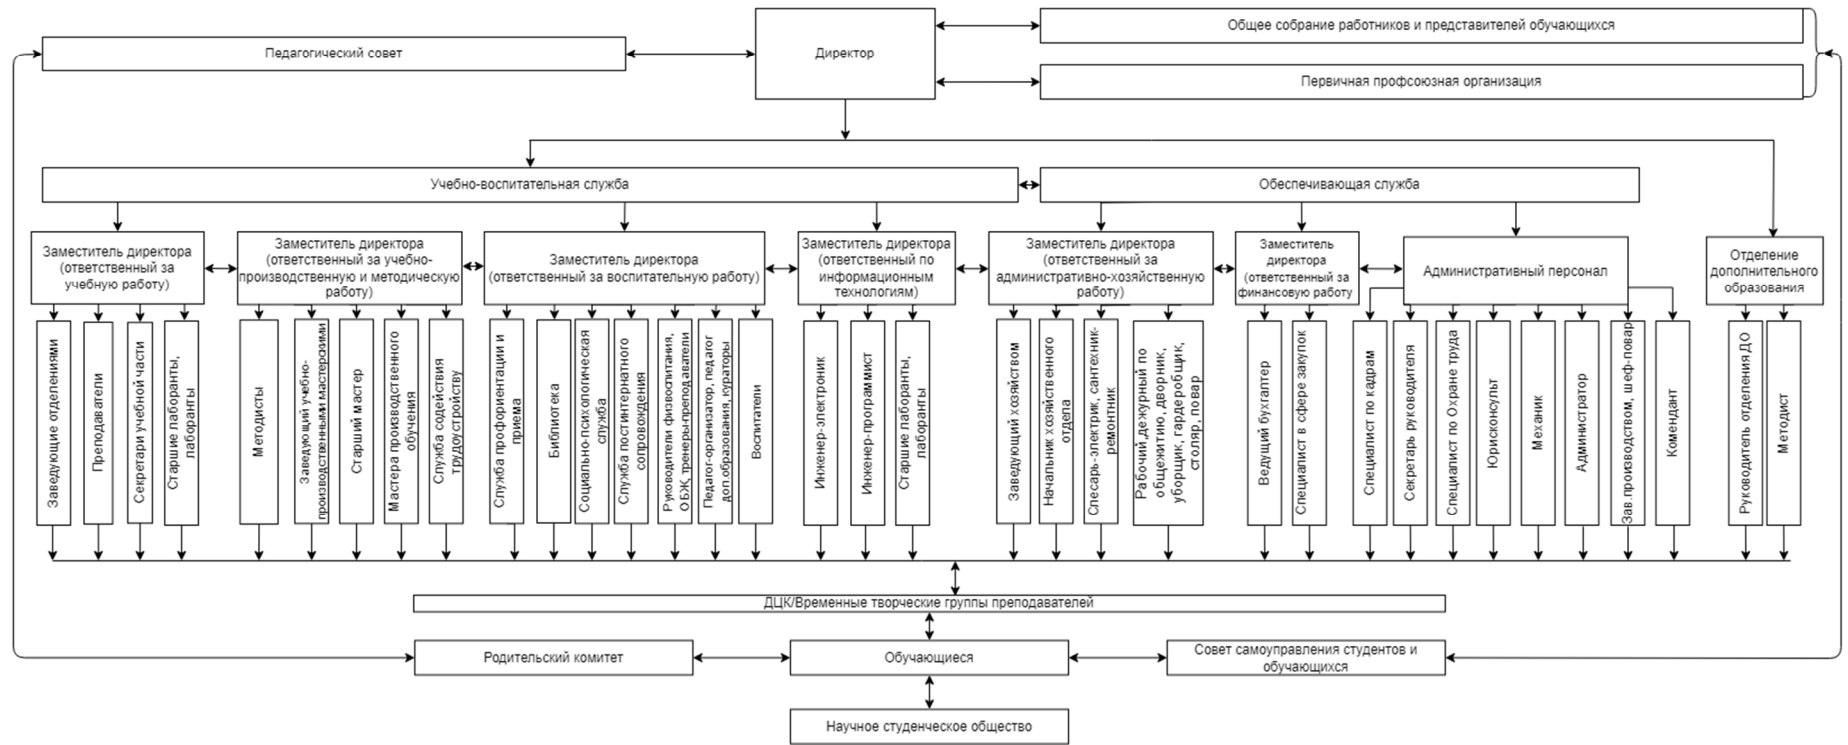 Общее собрание работников и представителей обучающихся
Педагогический совет
Директор
Первичная профсоюзная организация
Учебно-воспитательная служба
Обеспечивающая служба
Заместитель директора
(ответственный за
учебную работу)
Заместитель директора
(ответственный за учебно-
производственную и методическую
работу)
Заместитель директора
(ответственный за воспитательную работу)
Заместитель директора
(ответственный по
информационным
технологиям)
Заместитель директора
(ответственный за
административно-хозяйственную
работу)
Заместитель
директора
(ответственный за
финансовую работу
Административный персонал
Отделение
дополнительного
образования
Заведующие отделениями
Преподаватели
Секретари учебной части
Старшие лаборанты,
лаборанты
Методисты
Заведующий учебно-
производственными мастерскими
Старший мастер
Мастера производственного
обучения
Служба содействия
трудоустройству
Служба профориентации и
приема
Библиотека
Социально-психологическая
служба
Служба постинтернатного
сопровождения
Руководители физвоспитания,
ОБЖ, тренеры-преподаватели
Педагог-организатор, педагог
доп.образования, кураторы
Воспитатели
Инженер-электроник
Инженер-программист
Старшие лаборанты,
лаборанты
Заведующий хозяйством
Начальник хозяйственного
отдела
Слесарь-электрик, сантехник-
ремонтник
Рабочий,дежурный по
общежитию, дворник,
уборщик, гардеробщик,
столяр, повар
Ведущий бухгалтер
Специалист в сфере закупок
Специалист по кадрам
Секретарь руководителя
Специалист по Охране труда
Юрисконсульт
Механик
Администратор
Зав.производством, шеф-повар
Комендант
Руководитель отделения ДО
Методист
ДЦК/Временные творческие группы преподавателей
Родительский комитет
Обучающиеся
Совет самоуправления студентов и
обучающихся
Научное студенческое общество